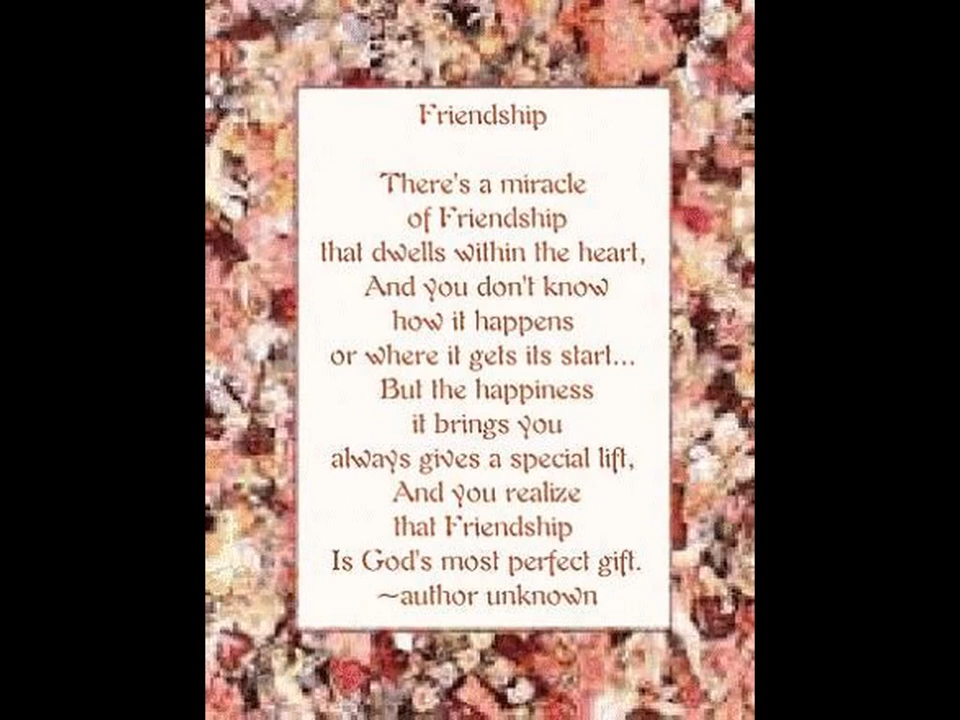 Friendship
There's a miracle
of Friendship
that dwells within the heart,
And you don't know
how it happens
or where it gets its start...
But the happiness
it brings you
always gives a special lift,
And you realize
that Friendship
Is God's most perfect gift.
~author unknown